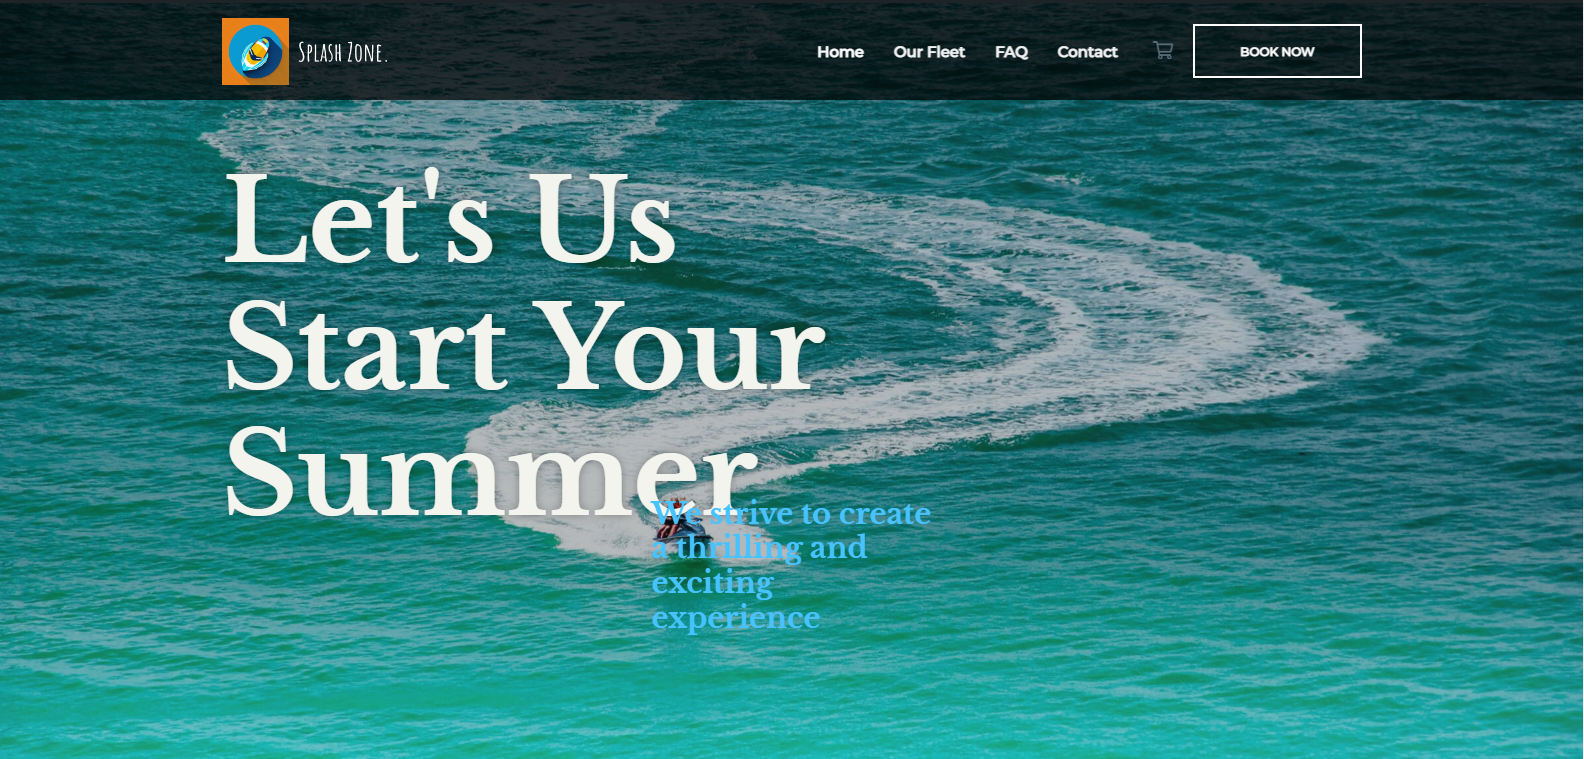 Splash Zone.
Home Our Fleet FAQ Contact BOOK NOW
Let's Us
Start Your
Summer
We strive to create
a thrilling and
exciting
experience